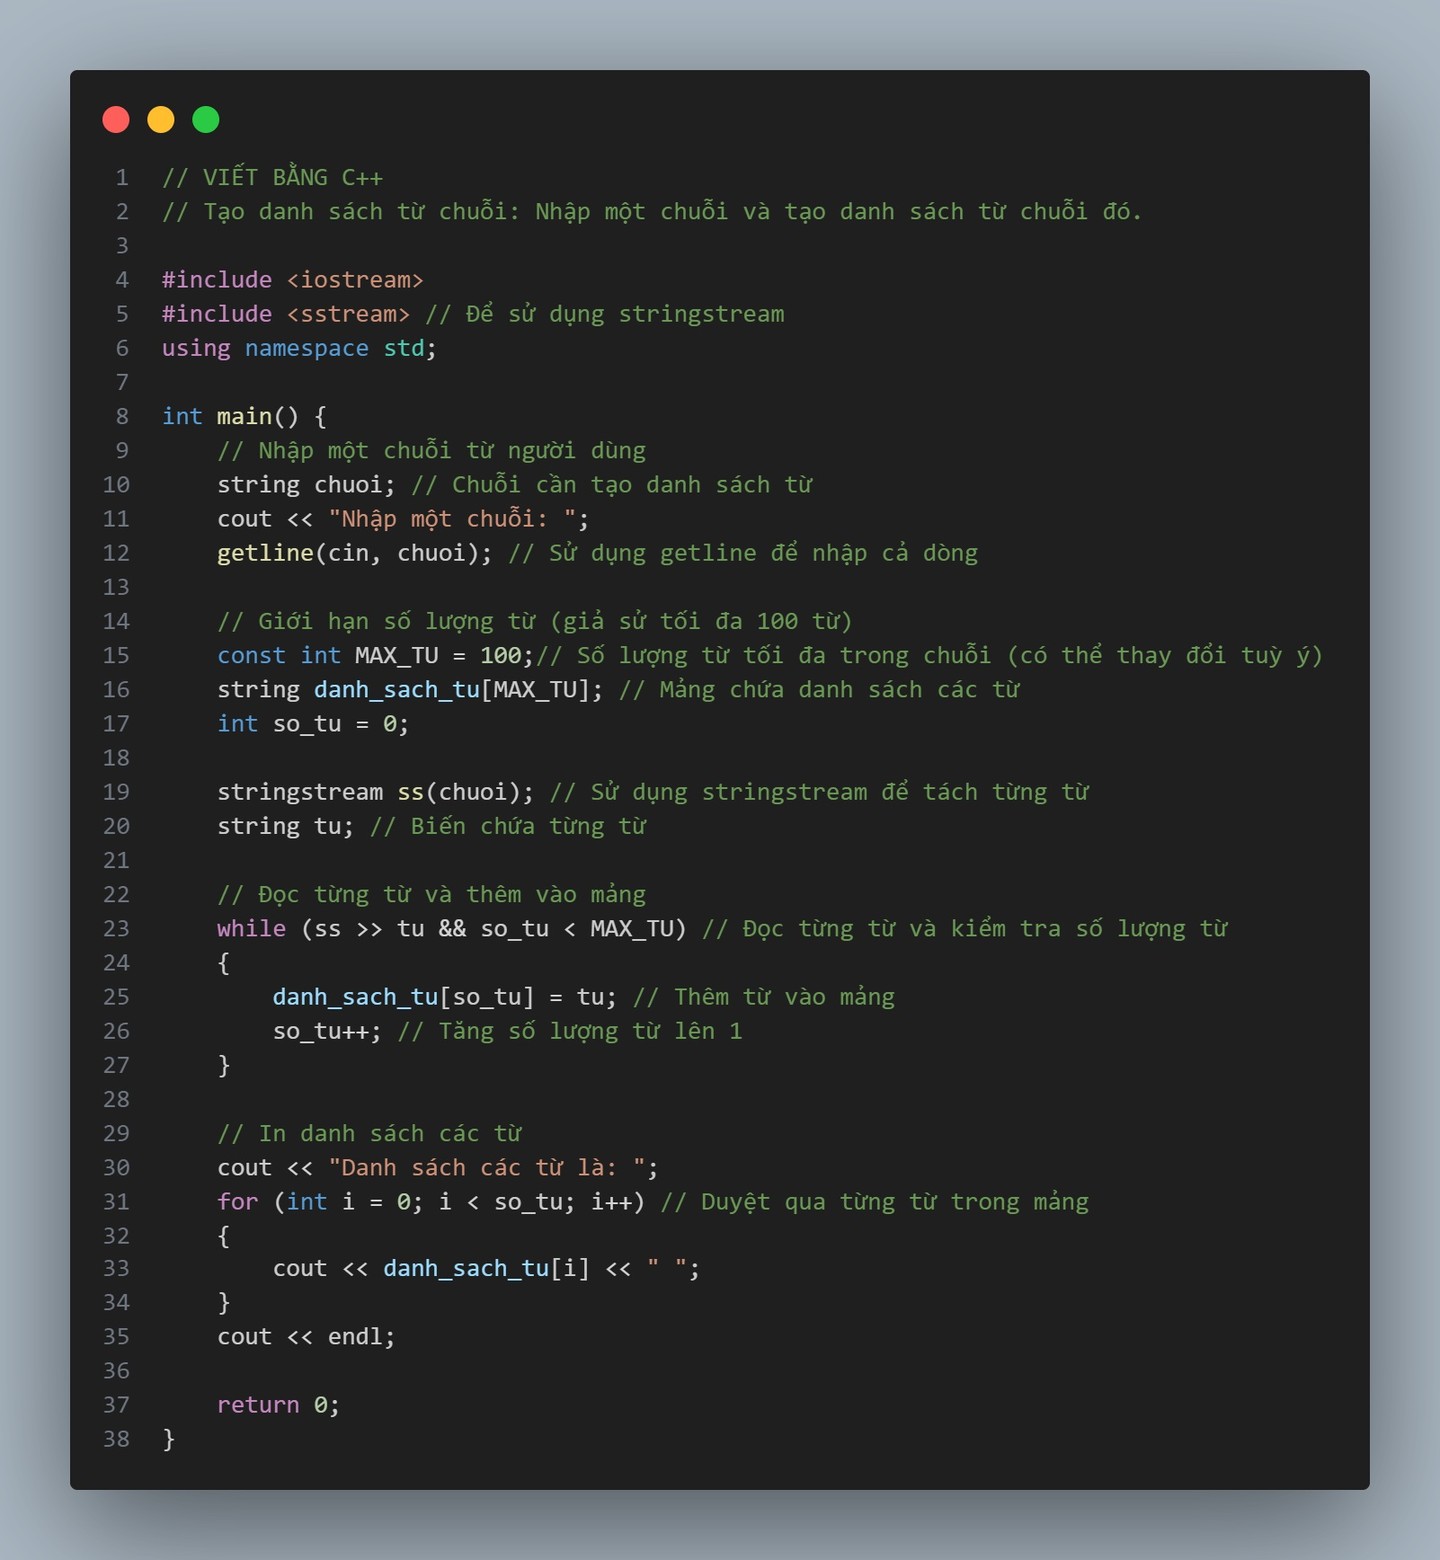 1 // VIẾT BẰNG C++
2 // Tạo danh sách từ chuỗi: Nhập một chuỗi và tạo danh sách từ chuỗi đó.
3
4 #include <iostream>
5 #include <sstream> // Để sử dụng stringstream
6 using namespace std;
7
8 int main() {
9     // Nhập một chuỗi từ người dùng
10     string chuoi; // Chuỗi cần tạo danh sách từ
11     cout << "Nhập một chuỗi: ";
12     getline(cin, chuoi); // Sử dụng getline để nhập cả dòng
13
14     // Giới hạn số lượng từ (giả sử tối đa 100 từ)
15     const int MAX_TU = 100;// Số lượng từ tối đa trong chuỗi (có thể thay đổi tuỳ ý)
16     string danh_sach_tu[MAX_TU]; // Mảng chứa danh sách các từ
17     int so_tu = 0;
18
19     stringstream ss(chuoi); // Sử dụng stringstream để tách từng từ
20     string tu; // Biến chứa từng từ
21
22     // Đọc từng từ và thêm vào mảng
23     while (ss >> tu && so_tu < MAX_TU) // Đọc từng từ và kiểm tra số lượng từ
24     {
25         danh_sach_tu[so_tu] = tu; // Thêm từ vào mảng
26         so_tu++; // Tăng số lượng từ lên 1
27     }
28
29     // In danh sách các từ
30     cout << "Danh sách các từ là: ";
31     for (int i = 0; i < so_tu; i++) // Duyệt qua từng từ trong mảng
32     {
33         cout << danh_sach_tu[i] << " ";
34     }
35     cout << endl;
36
37     return 0;
38 }